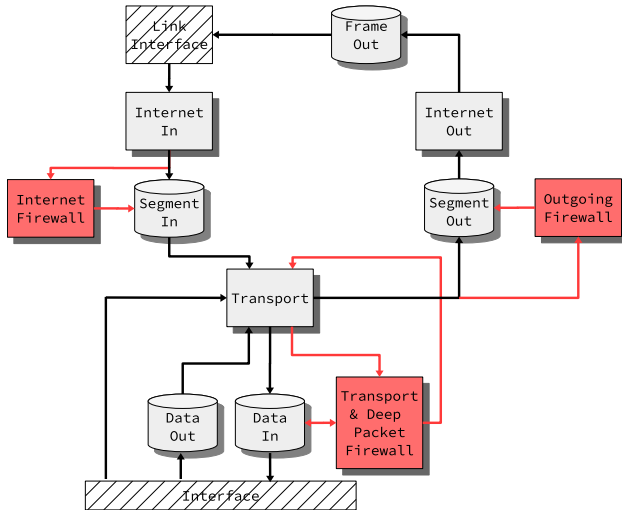 Link
Interface
Frame
Out
Internet
In
Internet
Out
Internet
Firewall
Segment
In
Segment
Out
Outgoing
Firewall
Transport
Data
Out
Data
In
Transport
& Deep
Packet
Firewall
Interface